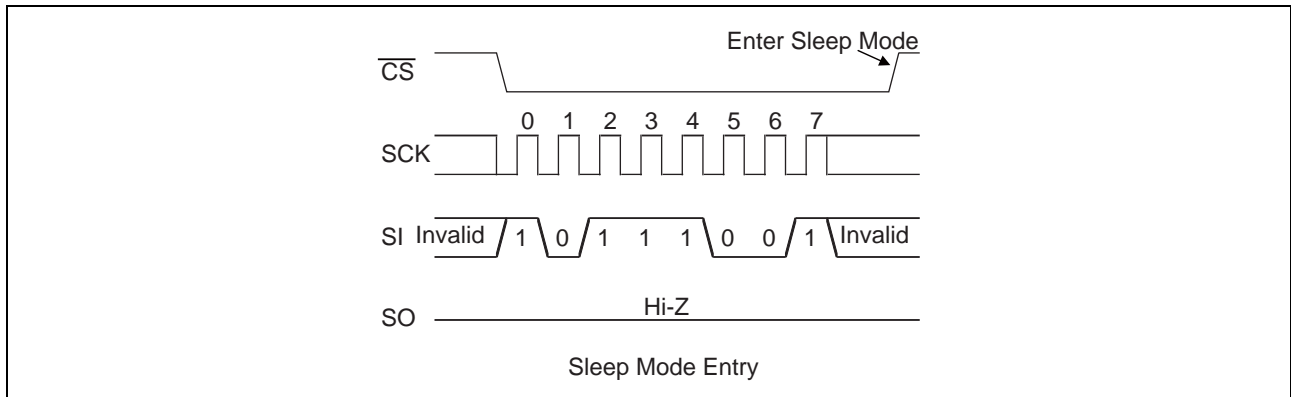 Enter Sleep Mode
CS
0 1 2 3 4 5 6 7
SCK
SI Invalid 1 0 1 1 1 0 0 1 Invalid
Hi-Z
SO
Sleep Mode Entry